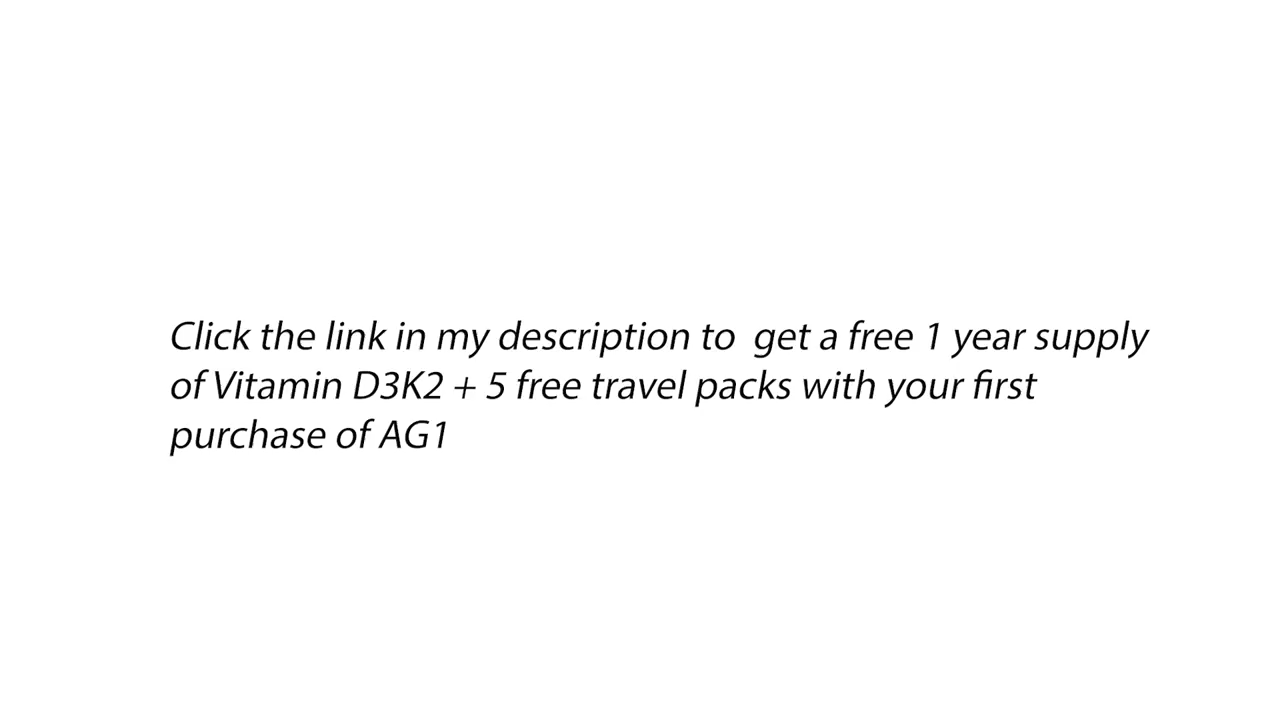 Click the link in my description to  get a free 1 year supply
of Vitamin D3K2 + 5 free travel packs with your first
purchase of AG1